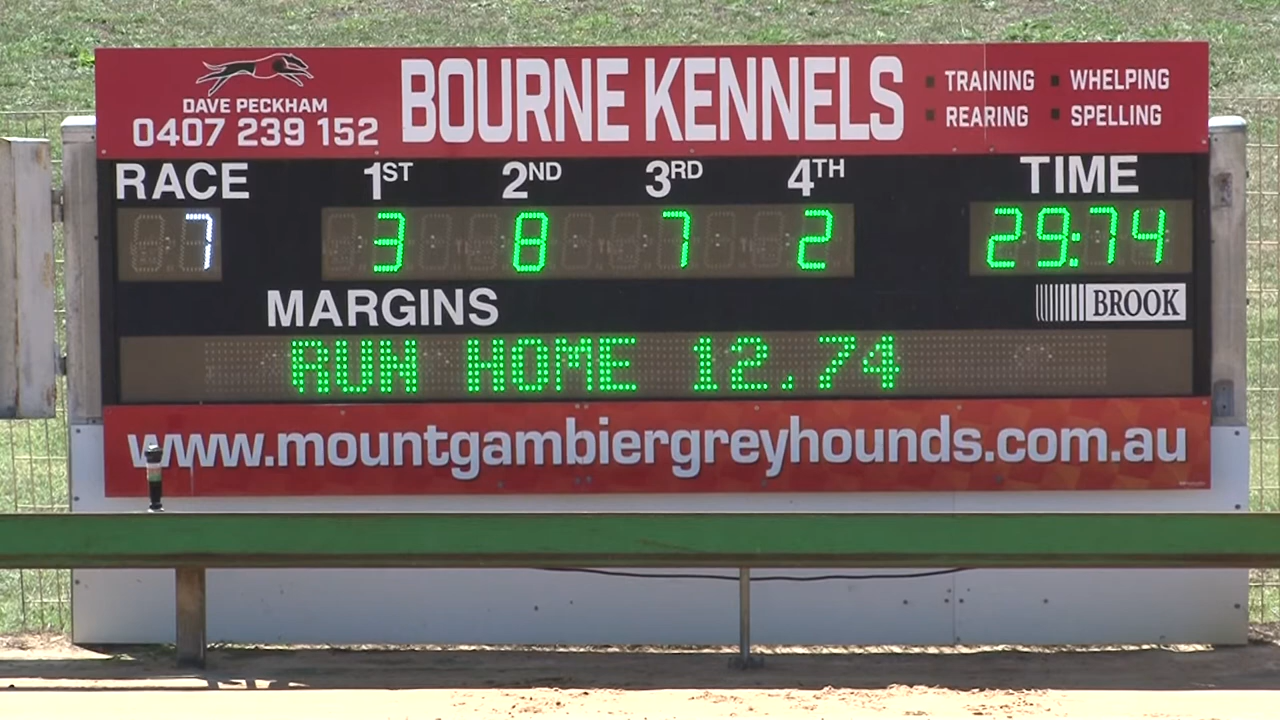 DAVE PECKHAM
0407 239 152
BOURNE KENNELS
TRAINING
WHELPING
REARING
SPELLING
RACE 1ST 2ND 3RD 4TH TIME
7 3 8 7 2 29:74
MARGINS
BROOK
RUN HOME 12.74
www.mountgambiergreyhounds.com.au